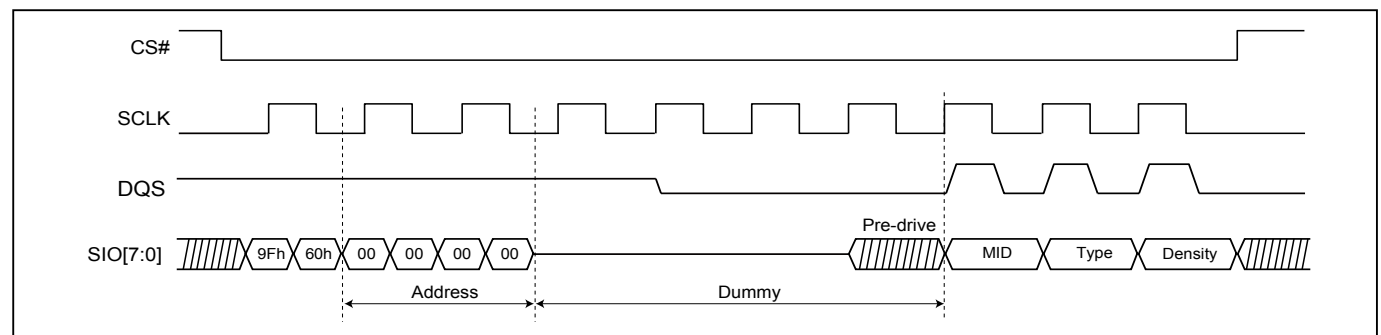 CS#
SCLK
DQS
Pre-drive
SIO[7:0] 9Fh 60h 00 00 00 00 MID Type Density
Address Dummy